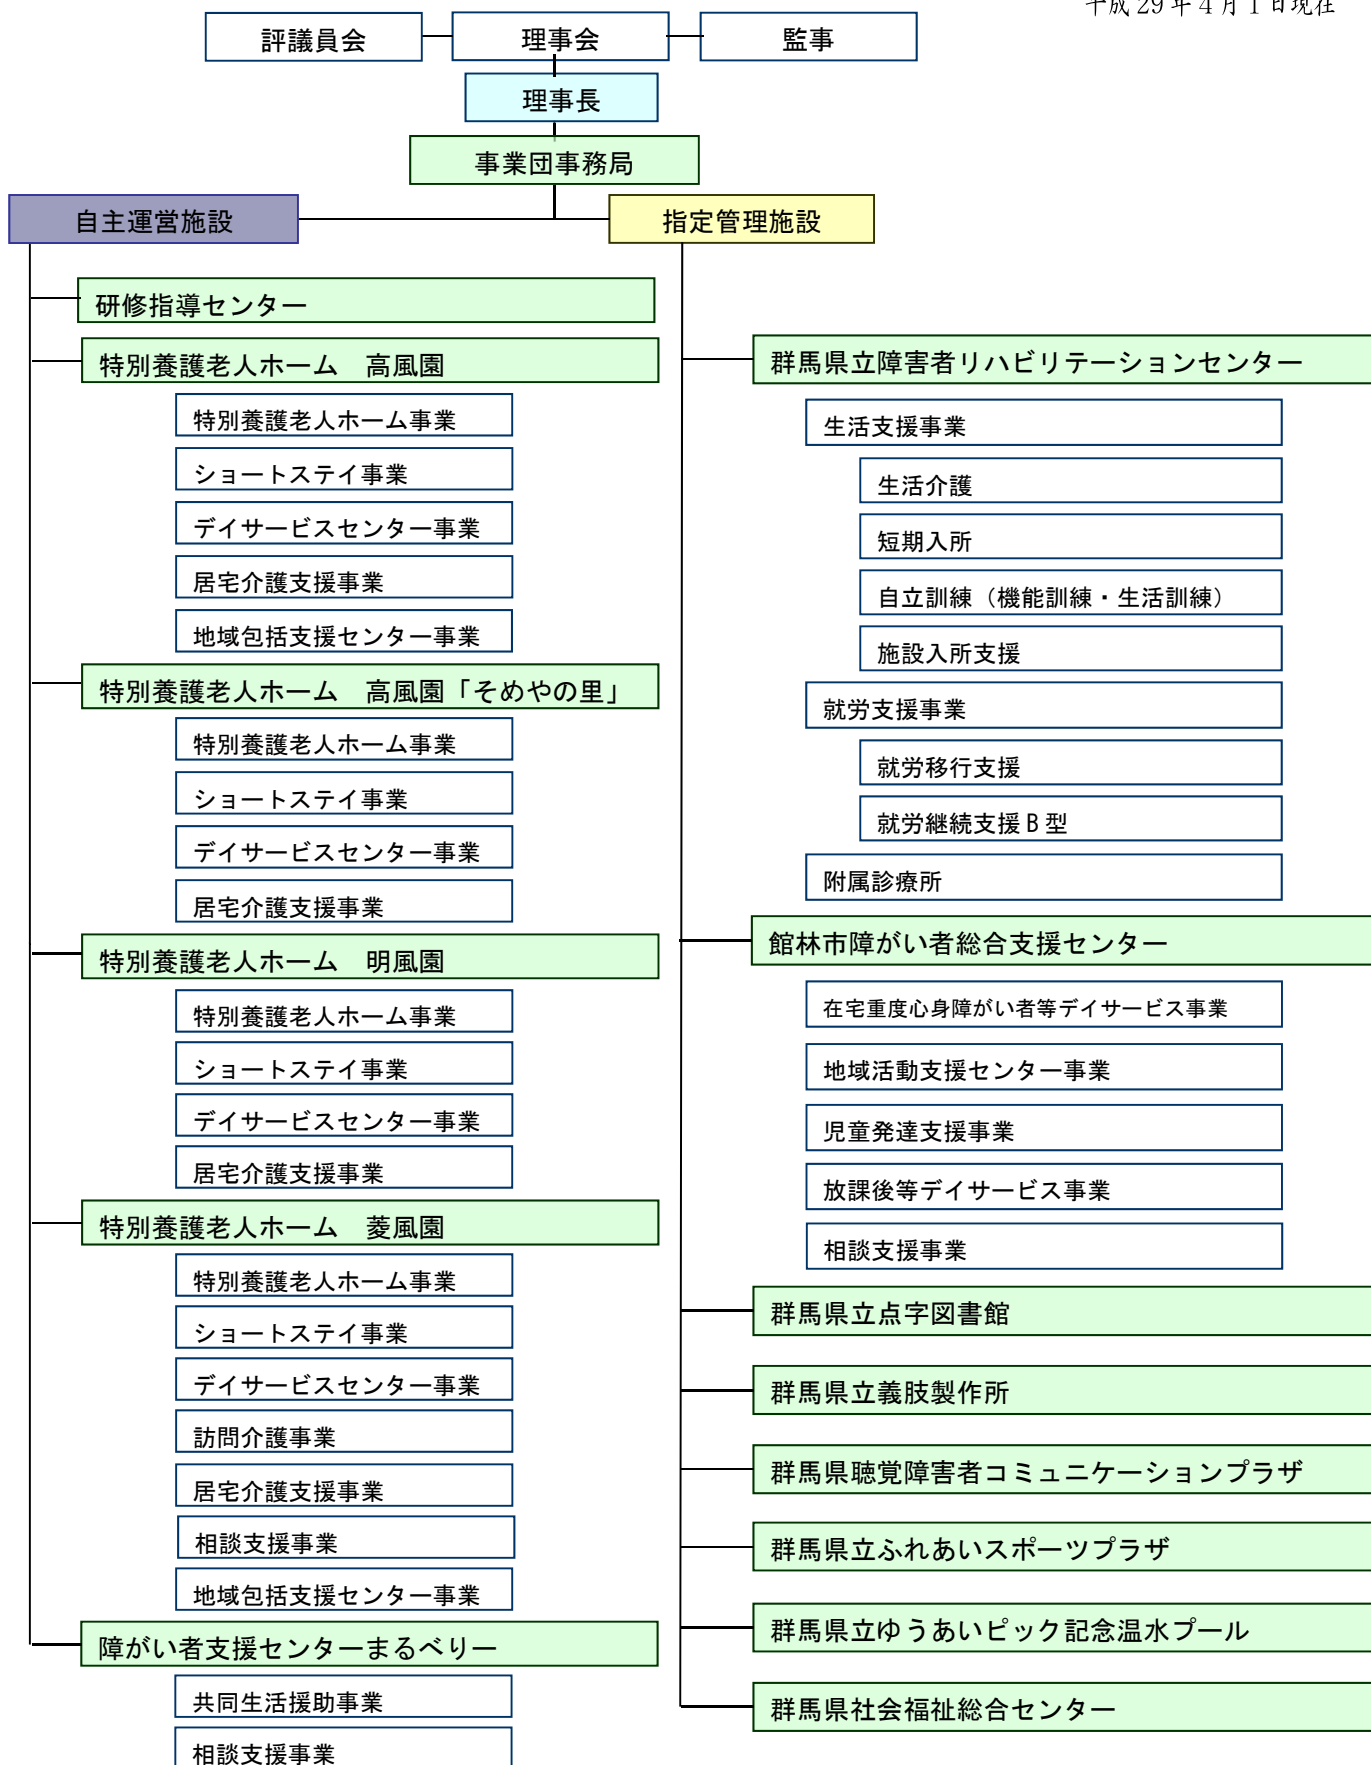 平成29年4月1日現在
評議員会
理事会
監事
理事長
事業団事務局
自主運営施設
指定管理施設
研修指導センター
特別養護老人ホーム　高風園
特別養護老人ホーム事業
ショートステイ事業
デイサービスセンター事業
居宅介護支援事業
地域包括支援センター事業
特別養護老人ホーム　高風園「そめやの里」
特別養護老人ホーム事業
ショートステイ事業
デイサービスセンター事業
居宅介護支援事業
特別養護老人ホーム　明風園
特別養護老人ホーム事業
ショートステイ事業
デイサービスセンター事業
居宅介護支援事業
特別養護老人ホーム　菱風園
特別養護老人ホーム事業
ショートステイ事業
デイサービスセンター事業
訪問介護事業
居宅介護支援事業
相談支援事業
地域包括支援センター事業
障がい者支援センターまるべりー
共同生活援助事業
相談支援事業
群馬県立障害者リハビリテーションセンター
生活支援事業
生活介護
短期入所
自立訓練（機能訓練・生活訓練）
施設入所支援
就労支援事業
就労移行支援
就労継続支援B型
附属診療所
館林市障がい者総合支援センター
在宅重度心身障がい者等デイサービス事業
地域活動支援センター事業
児童発達支援事業
放課後等デイサービス事業
相談支援事業
群馬県立点字図書館
群馬県立義肢製作所
群馬県聴覚障害者コミュニケーションプラザ
群馬県立ふれあいスポーツプラザ
群馬県立ゆうあいピック記念温水プール
群馬県社会福祉総合センター